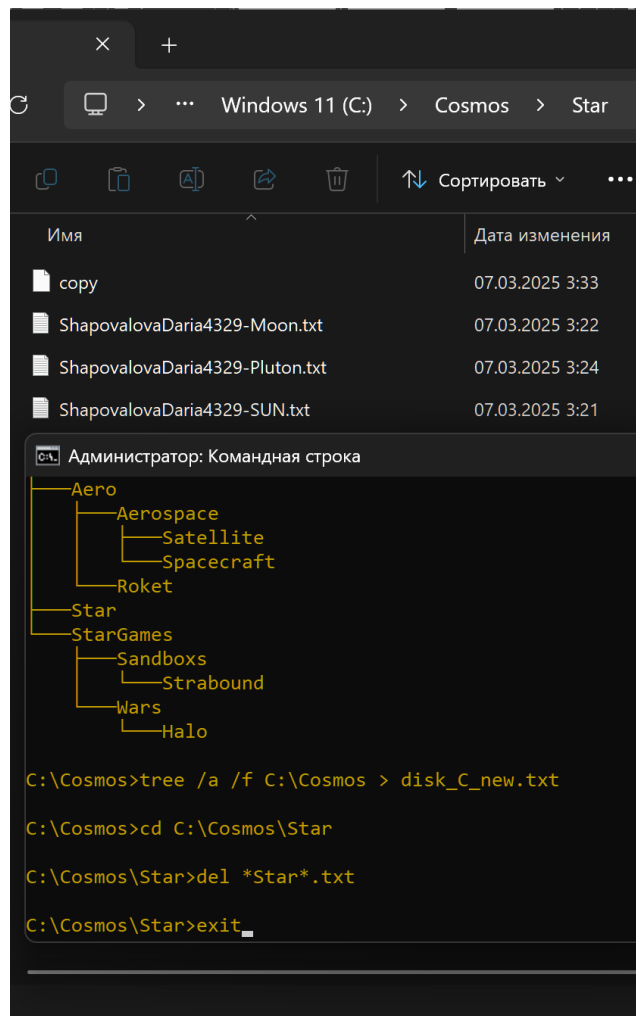 Windows 11 (C:) > Cosmos > Star
Сортировать
Имя
Дата изменения
copy 07.03.2025 3:33
ShapovalovaDaria4329-Moon.txt 07.03.2025 3:22
ShapovalovaDaria4329-Pluton.txt 07.03.2025 3:24
ShapovalovaDaria4329-SUN.txt 07.03.2025 3:21
Администратор: Командная строка
Aero
Aerospace
Satellite
Spacecraft
Roket
Star
StarGames
Sandboxs
Strabound
Wars
Halo
C:\Cosmos>tree /a /f C:\Cosmos > disk_C_new.txt
C:\Cosmos>cd C:\Cosmos\Star
C:\Cosmos\Star>del *Star*.txt
C:\Cosmos\Star>exit